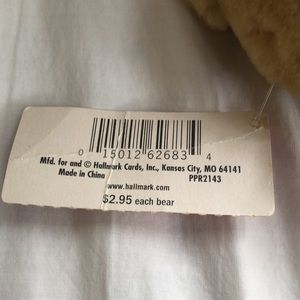 0 15012 62683 4
Mfd. for and © Hallmark Cards, Inc., Kansas City, MO 64141
Made in China PPR2143
www.hallmark.com
$2.95 each bear